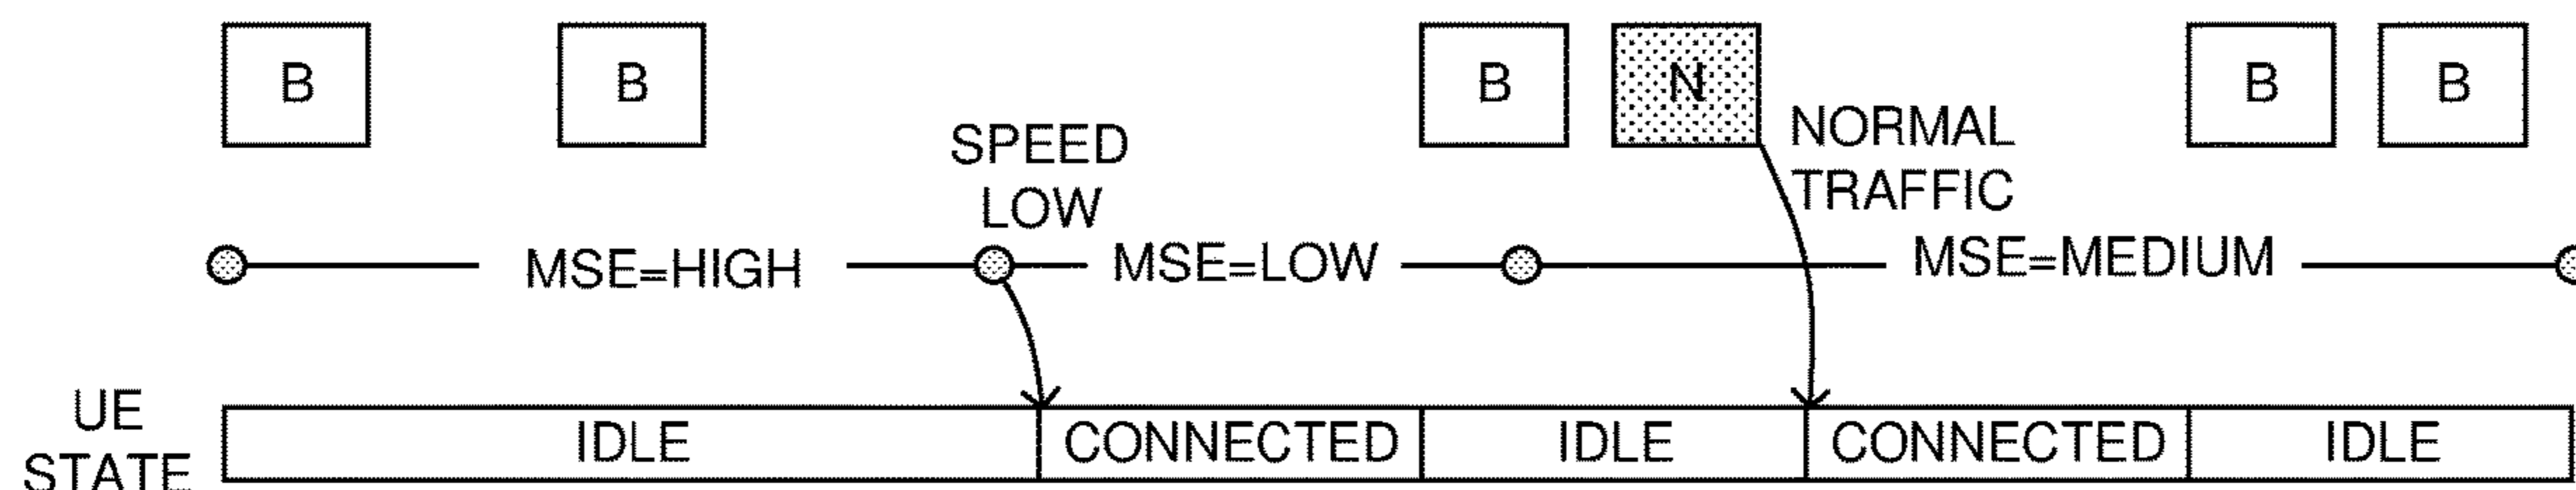 B
B
B
N
B
B
SPEED
LOW
NORMAL
TRAFFIC
MSE=HIGH
MSE=LOW
MSE=MEDIUM
UE
STATE
IDLE
CONNECTED
IDLE
CONNECTED
IDLE